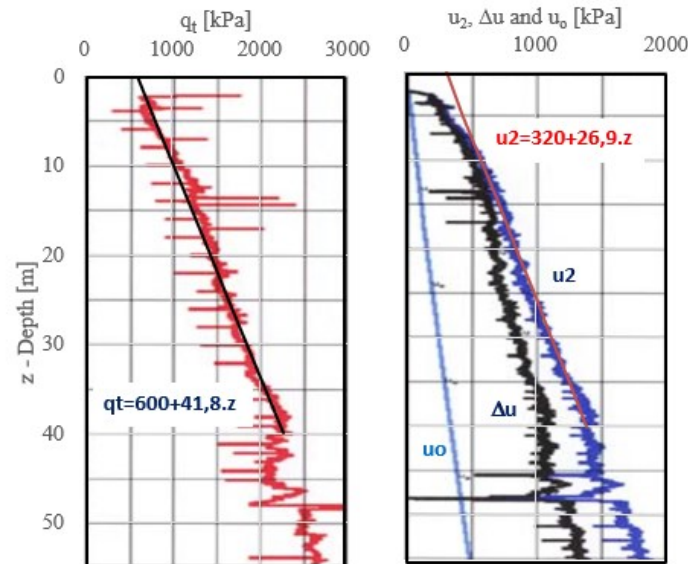 qt [kPa]
0 1000 2000 3000
z - Depth [m]
0
10
20
30
40
50
qt=600+41,8.z
u2, Δu and uo [kPa]
0 1000 2000
u2=320+26,9.z
u2
Δu
uo